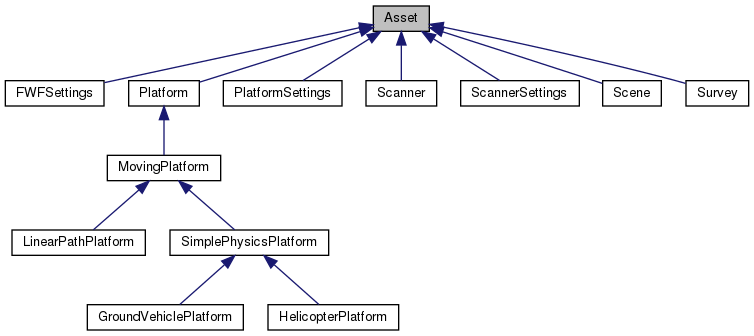 Asset
FWFSettings
Platform
PlatformSettings
Scanner
ScannerSettings
Scene
Survey
MovingPlatform
LinearPathPlatform
SimplePhysicsPlatform
GroundVehiclePlatform
HelicopterPlatform